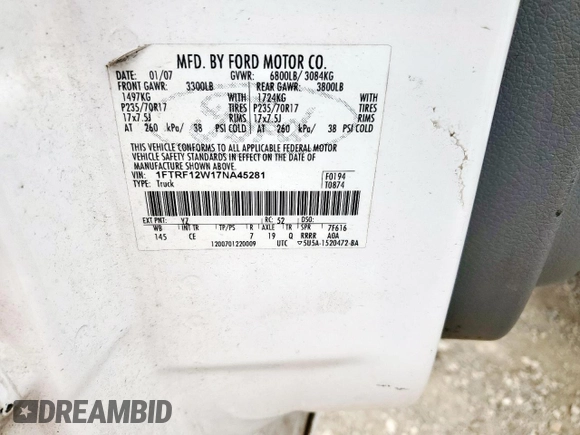 MFD. BY FORD MOTOR CO.
DATE: 01/07 GVWR: 6800LB/ 3084KG
FRONT GAWR: 3300LB REAR GAWR: 3800LB
1497KG WITH 1724KG WITH
P235/70R17 TIRES P235/70R17 TIRES
17x7.5J RIMS 17x7.5J RIMS
AT 260 kPa/ 38 PSI COLD AT 260 kPa/ 38 PSI COLD
THIS VEHICLE CONFORMS TO ALL APPLICABLE FEDERAL MOTOR
VEHICLE SAFETY STANDARDS IN EFFECT ON THE DATE OF
MANUFACTURE SHOWN ABOVE.
VIN: 1FTRF12W17NA45281 F0194
TYPE: Truck T0874
EXT PNT: YZ RC: 52 DSO:
WB INT TR TP/PS R AXLE TR SPR 7F616
145 CE 7 19 Q RRRR AGA
1200701220009 UTC ▽5U5A-1520472-BA
DREAMBID